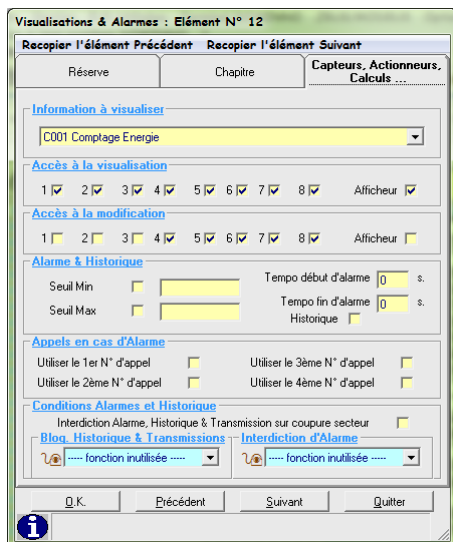 Visualisations & Alarmes : Elément N° 12
Recopier l'élément Précédent Recopier l'élément Suivant
Réserve Chapitre Capteurs, Actionneurs, Calculs ...
Information à visualiser
C001 Comptage Energie
Accès à la visualisation
1 2 3 4 5 6 7 8 Afficheur
Accès à la modification
1 2 3 4 5 6 7 8 Afficheur
Alarme & Historique
Seuil Min Tempo début d'alarme 0 s.
Seuil Max Tempo fin d'alarme 0 s.
Historique
Appels en cas d'Alarme
Utiliser le 1er N° d'appel Utiliser le 3ème N° d'appel
Utiliser le 2ème N° d'appel Utiliser le 4ème N° d'appel
Conditions Alarmes et Historique
Interdiction Alarme, Historique & Transmission sur coupure secteur
Bloq. Historique & Transmissions Interdiction d'Alarme
----- fonction inutilisée ----- ----- fonction inutilisée -----
O.K. Précédent Suivant Quitter